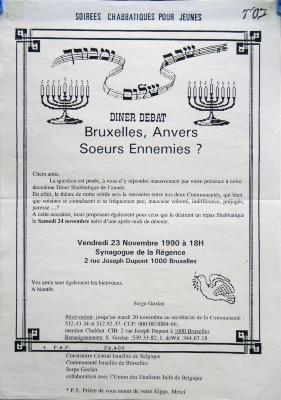 SOIREES CHABBATIQUES POUR JEUNES
שבת שלום ומבורך
DINER DEBAT
Bruxelles, Anvers
Soeurs Ennemies ?
Chers amis,
La question est posée, à vous d'y répondre massivement par votre présence à notre
deuxième Diner Shabbatique de l'année.
En effet, le thème de notre soirée sera la rencontre entre nos deux Communautés, qui bien
que voisines se connaissent et se fréquentent peu; mauvaise volonté, indifférence, préjugés,
paresse ...?
A cette occasion, nous proposons également pour ceux qui le désirent un repas Shabbatique
le Samedi 24 novembre suivi d'une après-midi de détente.
Vendredi 23 Novembre 1990 à 18H
Synagogue de la Régence
2 rue Joseph Dupont 1000 Bruxelles
Vos amis sont également les bienvenus.
A bientôt.
Serge Gozlan
Réservation: jusqu'au mardi 20 novembre au secrétariat de la Communauté :
512.43.34 et 512.92.37. CCP: 000-0018884-66;
mention Chabbat CIB. 2 rue Joseph Dupont à 1000 Bruxelles
Renseignements: S. Gozlan :539.33.82; I. deWit :344.67.18
* P.A.F. Fb.400
Consistoire Central Israélite de Belgique
Communauté Israélite de Bruxelles
Serge Gozlan
collaboration avec l'Union des Etudiants Juifs de Belgique
* P.S. Prière de vous munir de votre Kippa. Merci